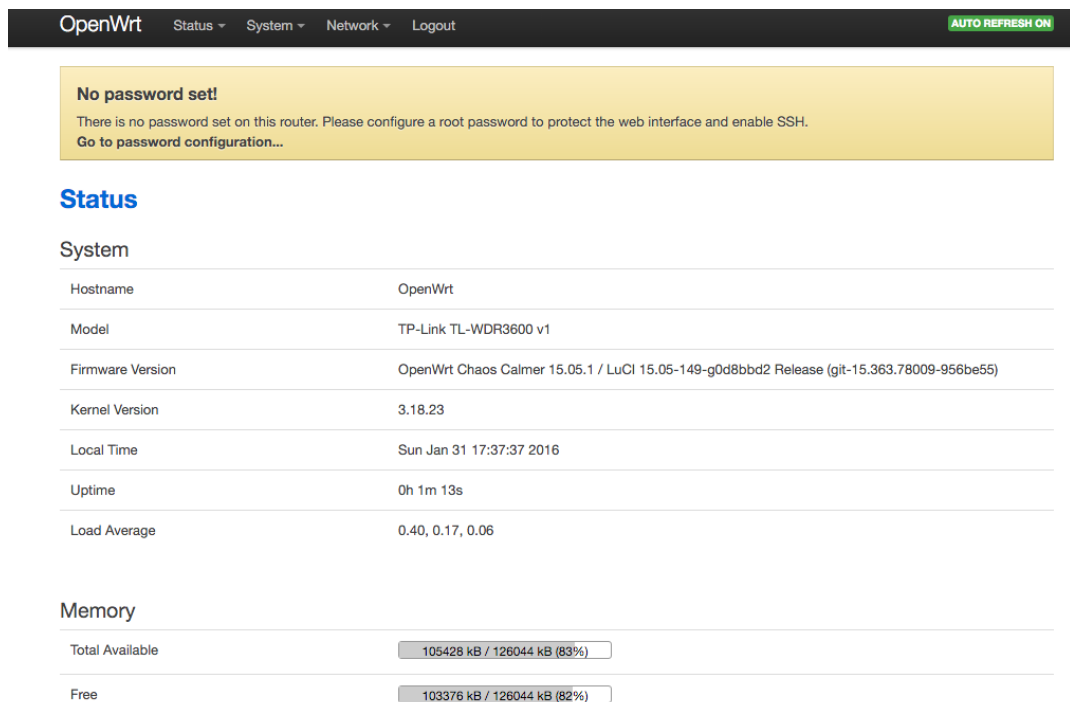 OpenWrt Status System Network Logout AUTO REFRESH ON
No password set!
There is no password set on this router. Please configure a root password to protect the web interface and enable SSH.
Go to password configuration...
Status
System
Hostname OpenWrt
Model TP-Link TL-WDR3600 v1
Firmware Version OpenWrt Chaos Calmer 15.05.1 / LuCI 15.05-149-g0d8bbd2 Release (git-15.363.78009-956be55)
Kernel Version 3.18.23
Local Time Sun Jan 31 17:37:37 2016
Uptime 0h 1m 13s
Load Average 0.40, 0.17, 0.06
Memory
Total Available 105428 kB / 126044 kB (83%)
Free 103376 kB / 126044 kB (82%)